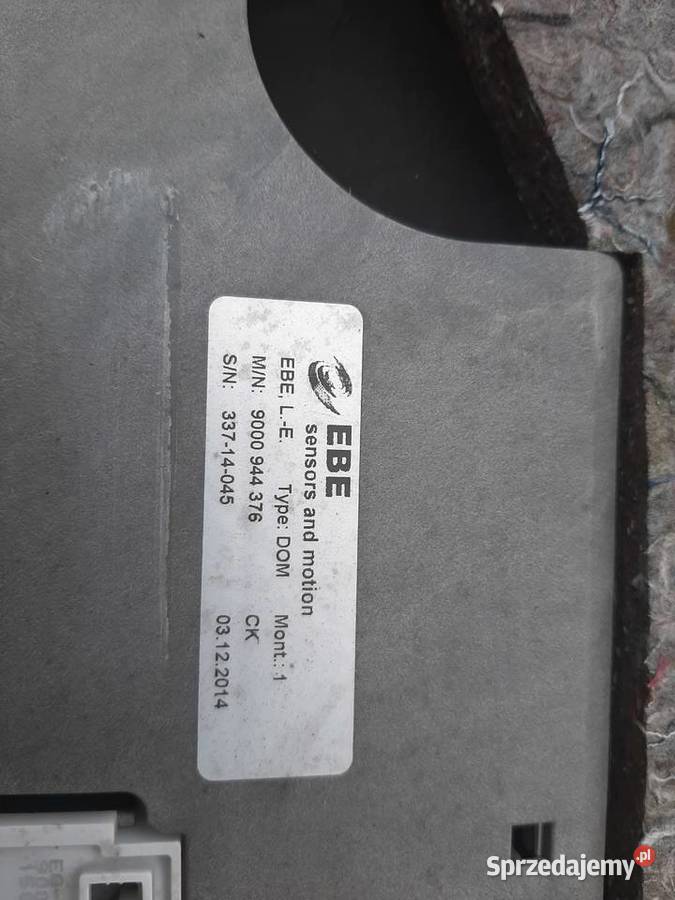 EBE
sensors and motion
EBE, L.-E. Type: DOM Mont.: 1
M/N: 9000 944 376 CK
S/N: 337-14-045 03.12.2014
Sprzedajemy.pl